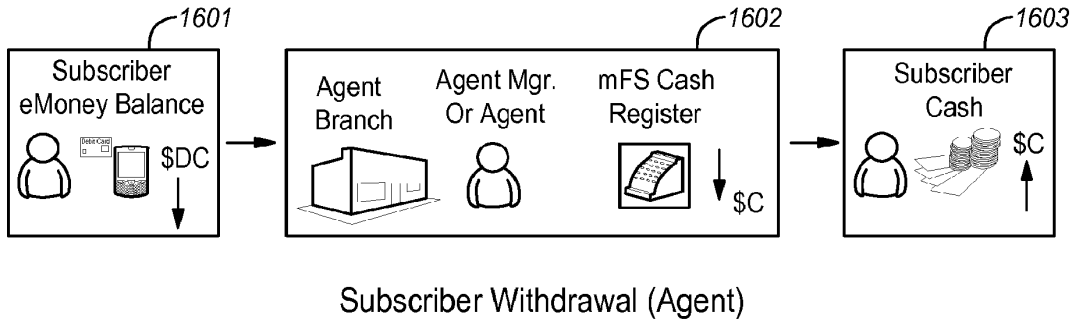 1601
1602
1603
Subscriber
eMoney Balance
Debit Card
$DC
Agent
Branch
Agent Mgr.
Or Agent
mFS Cash
Register
$C
Subscriber
Cash
$C
Subscriber Withdrawal (Agent)